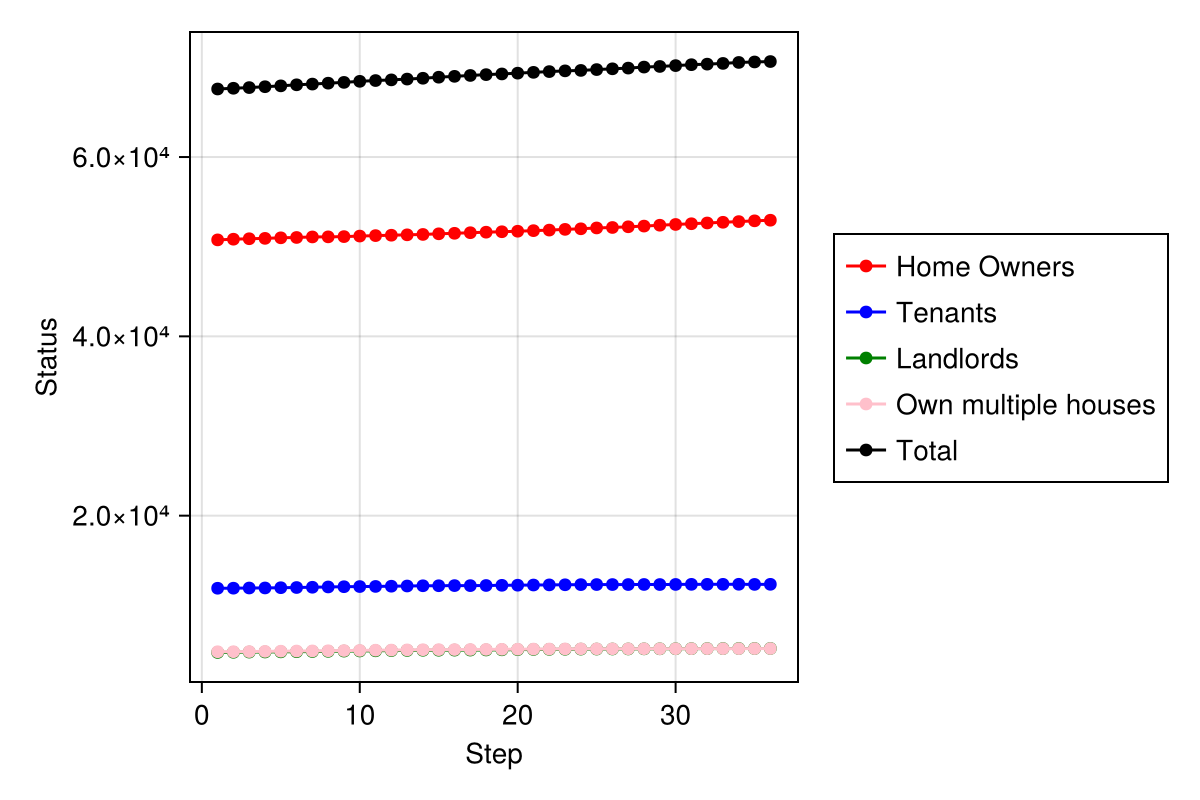 6.0×10⁴
4.0×10⁴
2.0×10⁴
Status
0
10
20
30
Step
Home Owners
Tenants
Landlords
Own multiple houses
Total